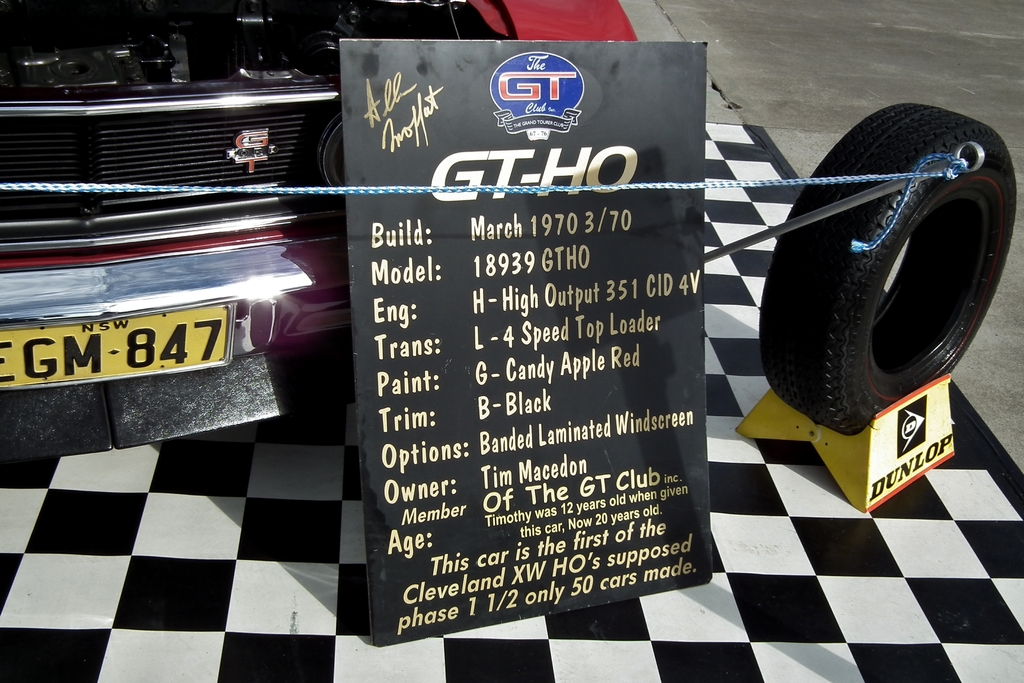 Allan
Moffat
The
GT
Club Inc.
THE GRAND TOURER CLUB
67-76
GT-HO
Build: March 1970 3/70
Model: 18939 GTHO
Eng: H-High Output 351 CID 4V
Trans: L-4 Speed Top Loader
Paint: G-Candy Apple Red
Trim: B-Black
Options: Banded Laminated Windscreen
Owner: Tim Macedon
Member Of The GT Club inc.
Age: Timothy was 12 years old when given
this car, Now 20 years old.
This car is the first of the
Cleveland XW HO's supposed
phase 1 1/2 only 50 cars made.
GT
NSW
EGM·847
D
DUNLOP